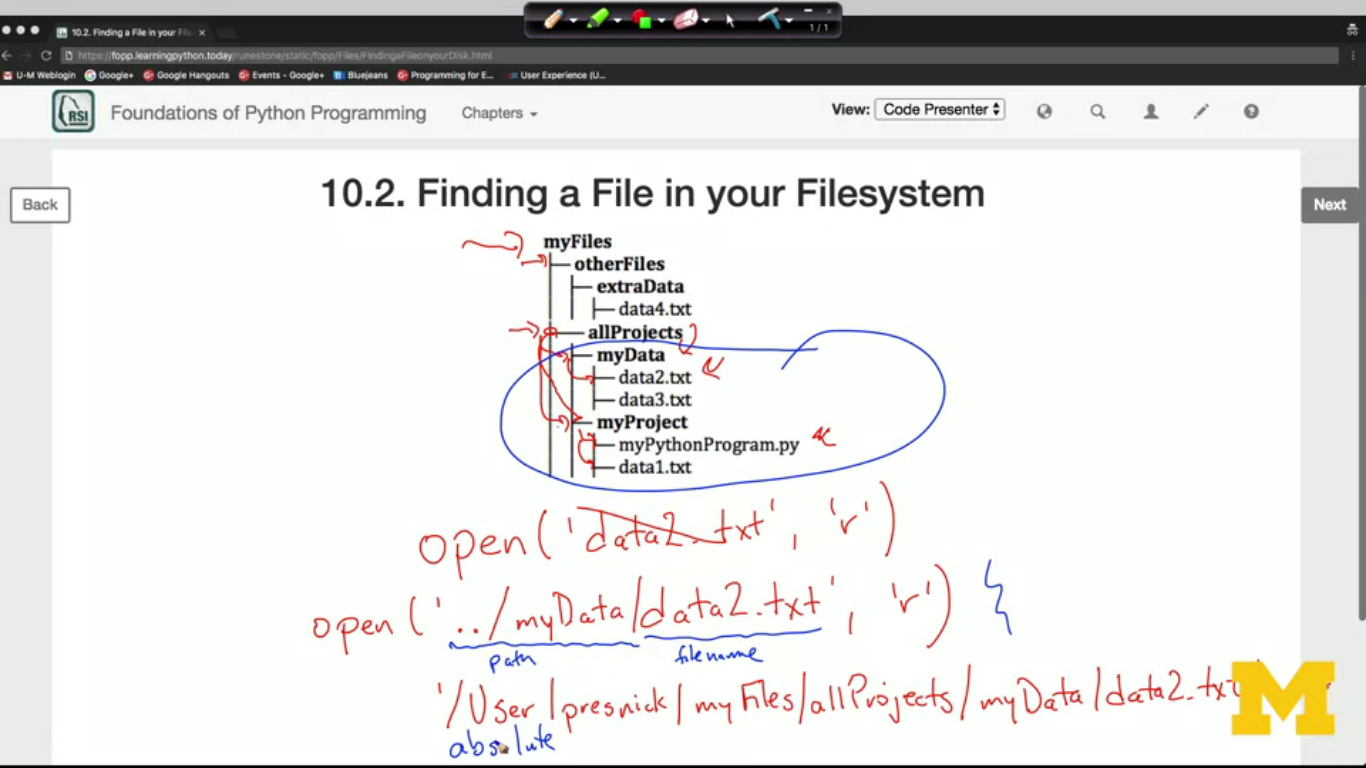 1/1
10.2. Finding a File in your File
https://fopp.learningpython.today/runestone/static/fopp/Files/FindingaFileonyourDisk.html
U-M Weblogin Google+ Google Hangouts Events - Google+ Bluejeans Programming for E... User Experience (U...
RSI Foundations of Python Programming Chapters View: Code Presenter
Back
Next
10.2. Finding a File in your Filesystem
myFiles
otherFiles
extraData
data4.txt
allProjects
myData
data2.txt
data3.txt
myProject
myPythonProgram.py
data1.txt
open('data2.txt', 'r')
open('../myData/data2.txt', 'r')
path filename
'/User/presnick/myFiles/allProjects/myData/data2.txt
absolute
M